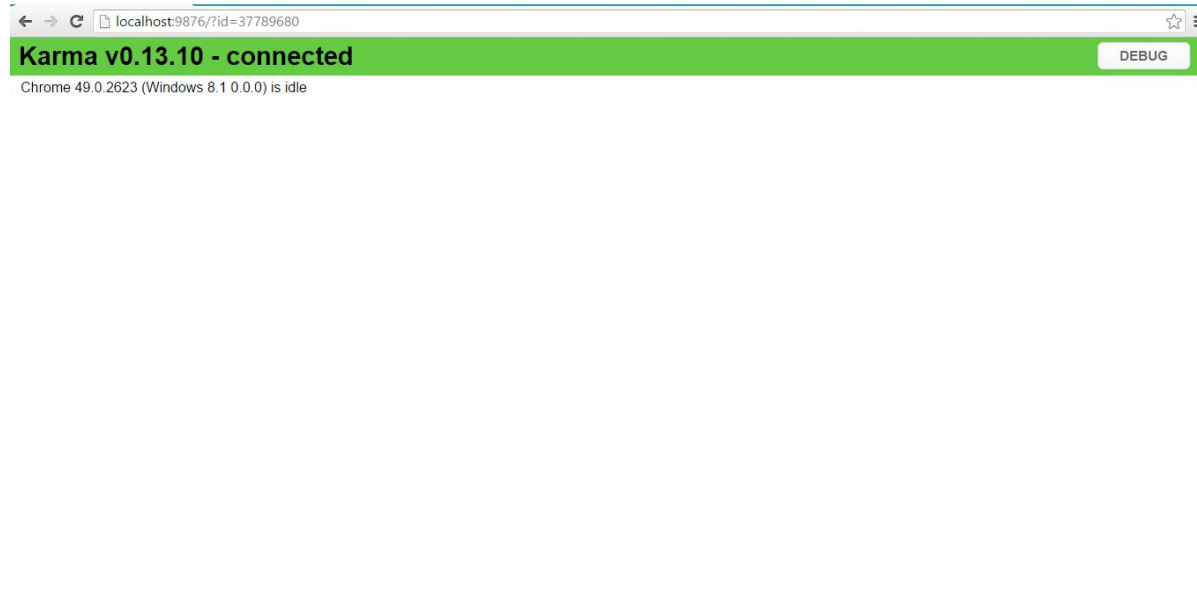 localhost:9876/?id=37789680
Karma v0.13.10 - connected
DEBUG
Chrome 49.0.2623 (Windows 8.1 0.0.0) is idle